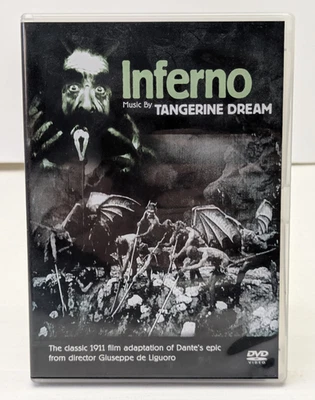 Inferno
Music By TANGERINE DREAM
The classic 1911 film adaptation of Dante's epic
from director Giuseppe de Liguoro
DVD
VIDEO